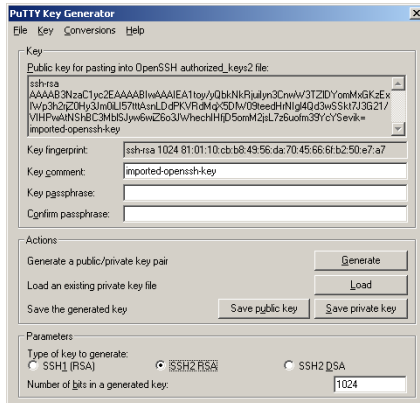 PuTTY Key Generator
File Key Conversions Help
Key
Public key for pasting into OpenSSH authorized_keys2 file:
ssh-rsa
imported-openssh-key
Key fingerprint: ssh-rsa 1024 81:01:10:cb:b8:49:56:da:70:45:66:6f:b2:50:e7:a7
Key comment: imported-openssh-key
Key passphrase:
Confirm passphrase:
Actions
Generate a public/private key pair Generate
Load an existing private key file Load
Save the generated key Save public key Save private key
Parameters
Type of key to generate:
SSH1 (RSA) SSH2 RSA SSH2 DSA
Number of bits in a generated key: 1024